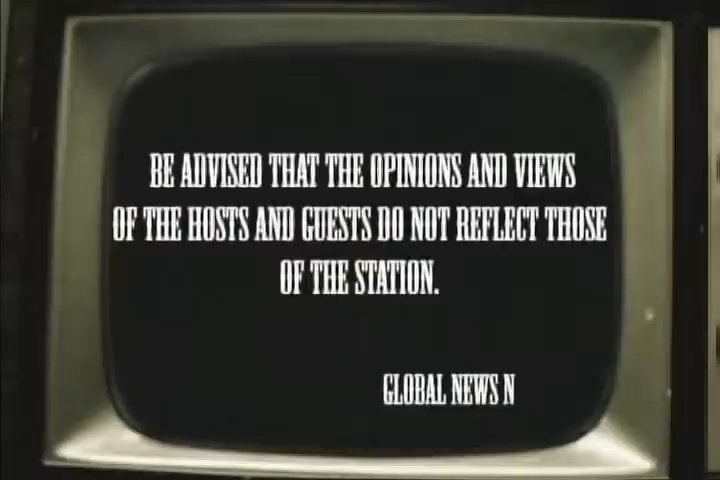 BE ADVISED THAT THE OPINIONS AND VIEWS
OF THE HOSTS AND GUESTS DO NOT REFLECT THOSE
OF THE STATION.
GLOBAL NEWS N